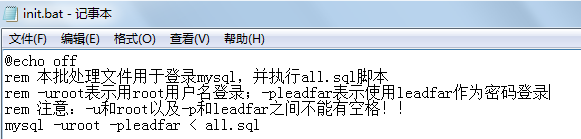 init.bat - 记事本
文件(F) 编辑(E) 格式(O) 查看(V) 帮助(H)
@echo off
rem 本批处理文件用于登录mysql，并执行all.sql脚本
rem -uroot表示用root用户名登录；-pleadfar表示使用leadfar作为密码登录
rem 注意：-u和root以及-p和leadfar之间不能有空格！！
mysql -uroot -pleadfar < all.sql